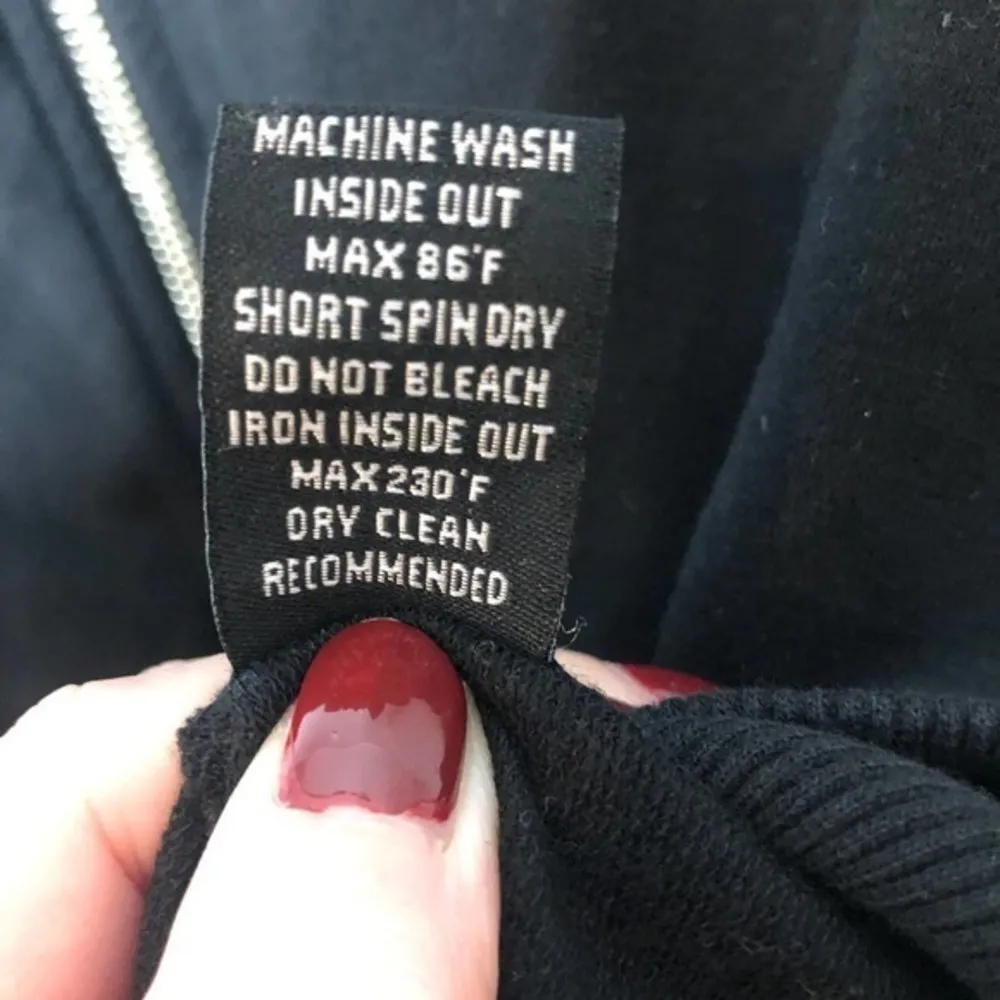 MACHINE WASH
INSIDE OUT
MAX 86°F
SHORT SPIN DRY
DO NOT BLEACH
IRON INSIDE OUT
MAX 230°F
DRY CLEAN
RECOMMENDED